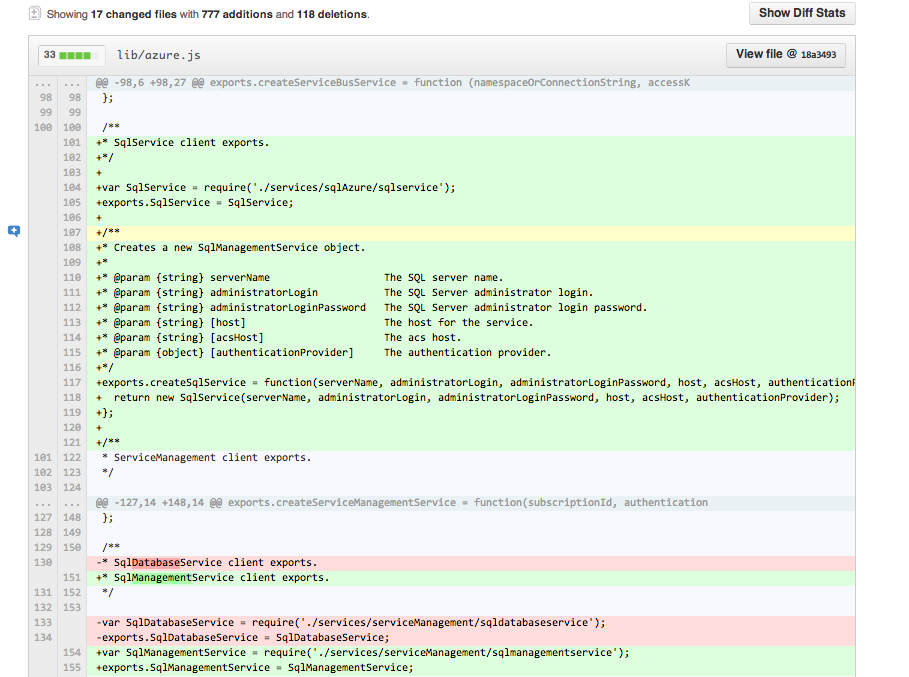 Showing 17 changed files with 777 additions and 118 deletions.
Show Diff Stats
33 lib/azure.js View file @ 18a3493
... ... @@ -98,6 +98,27 @@ exports.createServiceBusService = function (namespaceOrConnectionString, accessK
98 98 };
99 99
100 100 /**
101 +* SqlService client exports.
102 +*/
103 +
104 +var SqlService = require('./services/sqlAzure/sqlservice');
105 +exports.SqlService = SqlService;
106 +
107 +/**
108 +* Creates a new SqlManagementService object.
109 +*
110 +* @param {string} serverName The SQL server name.
111 +* @param {string} administratorLogin The SQL Server administrator login.
112 +* @param {string} administratorLoginPassword The SQL Server administrator login password.
113 +* @param {string} [host] The host for the service.
114 +* @param {string} [acsHost] The acs host.
115 +* @param {object} [authenticationProvider] The authentication provider.
116 +*/
117 +exports.createSqlService = function(serverName, administratorLogin, administratorLoginPassword, host, acsHost, authenticationP
118 + return new SqlService(serverName, administratorLogin, administratorLoginPassword, host, acsHost, authenticationProvider);
119 +};
120 +
121 +/**
101 122 * ServiceManagement client exports.
102 123 */
103 124
... ... @@ -127,14 +148,14 @@ exports.createServiceManagementService = function(subscriptionId, authentication
127 148 };
128 149
129 150 /**
130 -* SqlDatabaseService client exports.
151 +* SqlManagementService client exports.
131 152 */
132 153
133 -var SqlDatabaseService = require('./services/serviceManagement/sqldatabaseservice');
134 -exports.SqlDatabaseService = SqlDatabaseService;
154 +var SqlManagementService = require('./services/serviceManagement/sqlmanagementservice');
155 +exports.SqlManagementService = SqlManagementService;